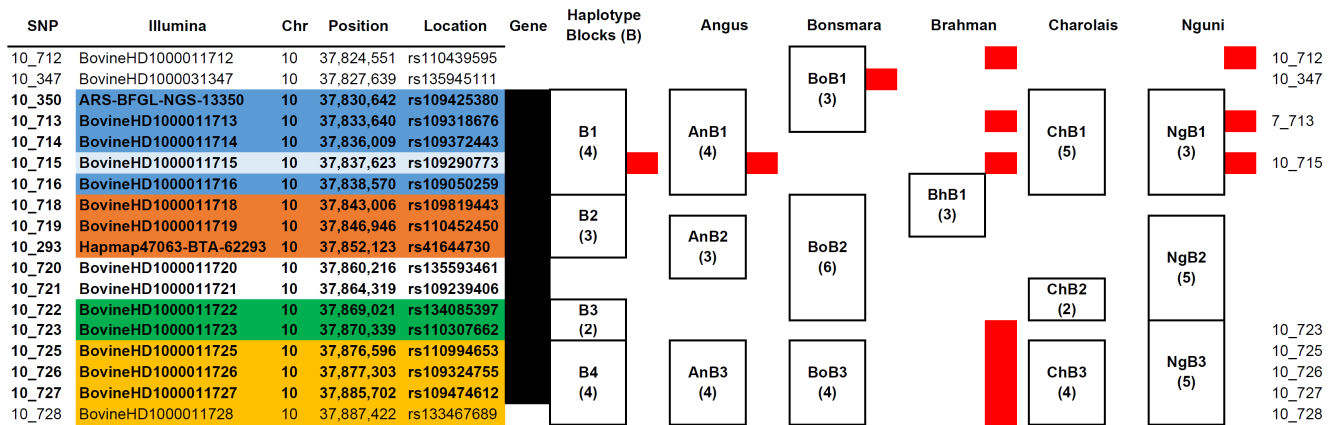 SNP Illumina Chr Position Location Gene Haplotype Blocks (B) Angus Bonsmara Brahman Charolais Nguni
10_712 BovineHD1000011712 10 37,824,551 rs110439595 10_712
10_347 BovineHD1000031347 10 37,827,639 rs135945111 BoB1 10_347
10_350 ARS-BFGL-NGS-13350 10 37,830,642 rs109425380 (3)
10_713 BovineHD1000011713 10 37,833,640 rs109318676 B1 AnB1 ChB1 NgB1 7_713
10_714 BovineHD1000011714 10 37,836,009 rs109372443 (4) (4) (5) (3)
10_715 BovineHD1000011715 10 37,837,623 rs109290773 10_715
10_716 BovineHD1000011716 10 37,838,570 rs109050259 BhB1
10_718 BovineHD1000011718 10 37,843,006 rs109819443 B2 (3)
10_719 BovineHD1000011719 10 37,846,946 rs110452450 (3) AnB2 BoB2
10_293 Hapmap47063-BTA-62293 10 37,852,123 rs41644730 (3) (6) NgB2
10_720 BovineHD1000011720 10 37,860,216 rs135593461 (5)
10_721 BovineHD1000011721 10 37,864,319 rs109239406 ChB2
10_722 BovineHD1000011722 10 37,869,021 rs134085397 B3 (2)
10_723 BovineHD1000011723 10 37,870,339 rs110307662 (2) 10_723
10_725 BovineHD1000011725 10 37,876,596 rs110994653 10_725
10_726 BovineHD1000011726 10 37,877,303 rs109324755 B4 AnB3 BoB3 ChB3 NgB3 10_726
10_727 BovineHD1000011727 10 37,885,702 rs109474612 (4) (4) (4) (4) (5) 10_727
10_728 BovineHD1000011728 10 37,887,422 rs133467689 10_728